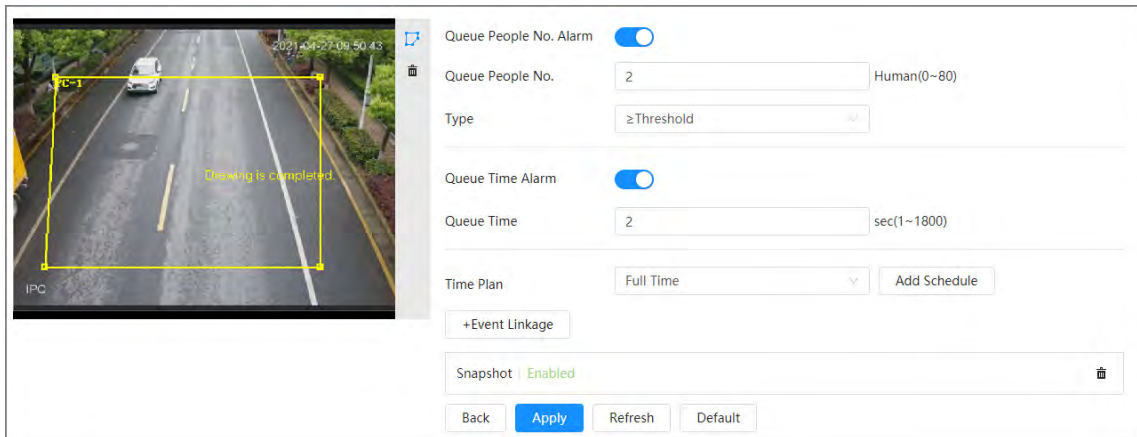 2021-04-27 09:50:43
PC-1
Drawing is completed.
IPC
Queue People No. Alarm
Queue People No. 2 Human(0~80)
Type ≥Threshold
Queue Time Alarm
Queue Time 2 sec(1~1800)
Time Plan Full Time Add Schedule
+Event Linkage
Snapshot Enabled
Back Apply Refresh Default